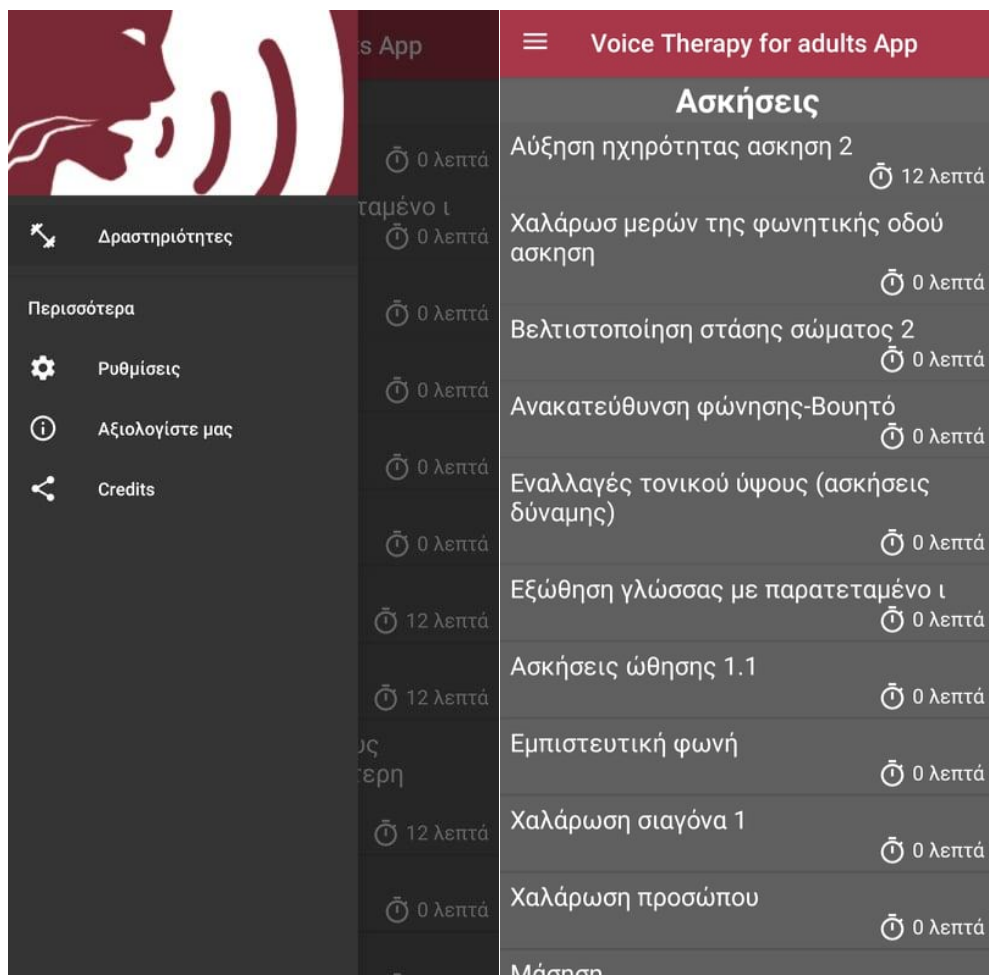 s App
0 λεπτά
ταμένο ι
0 λεπτά
Δραστηριότητες
Περισσότερα
0 λεπτά
Ρυθμίσεις
0 λεπτά
Αξιολογίστε μας
0 λεπτά
Credits
0 λεπτά
12 λεπτά
12 λεπτά
υς
τερη
12 λεπτά
0 λεπτά
Voice Therapy for adults App
Ασκήσεις
Αύξηση ηχηρότητας ασκηση 2
12 λεπτά
Χαλάρωσ μερών της φωνητικής οδού
ασκηση
0 λεπτά
Βελτιστοποίηση στάσης σώματος 2
0 λεπτά
Ανακατεύθυνση φώνησης-Βουητό
0 λεπτά
Εναλλαγές τονικού ύψους (ασκήσεις
δύναμης)
0 λεπτά
Εξώθηση γλώσσας με παρατεταμένο ι
0 λεπτά
Ασκήσεις ώθησης 1.1
0 λεπτά
Εμπιστευτική φωνή
0 λεπτά
Χαλάρωση σιαγόνα 1
0 λεπτά
Χαλάρωση προσώπου
0 λεπτά
Μάσηση